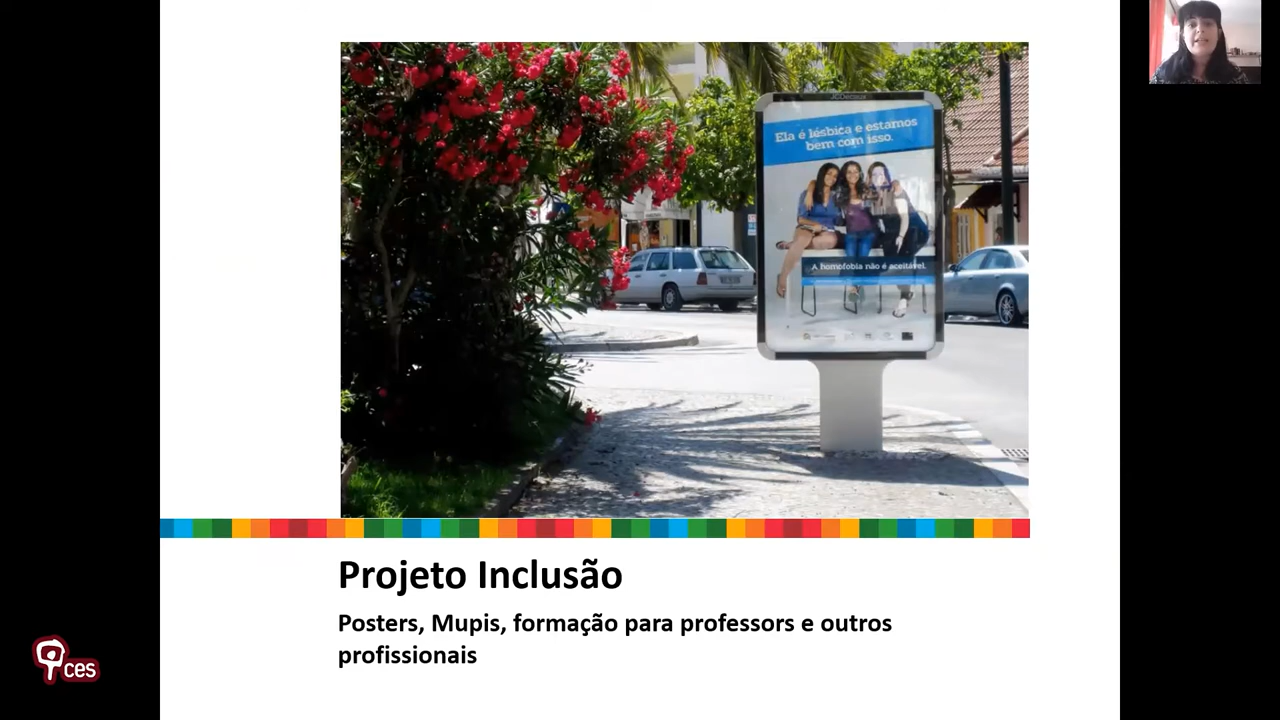 JCDecaux
Ela é lésbica e estamos
bem com isso.
A homofobia não é aceitável.
Projeto Inclusão
Posters, Mupis, formação para professors e outros
profissionais
ces